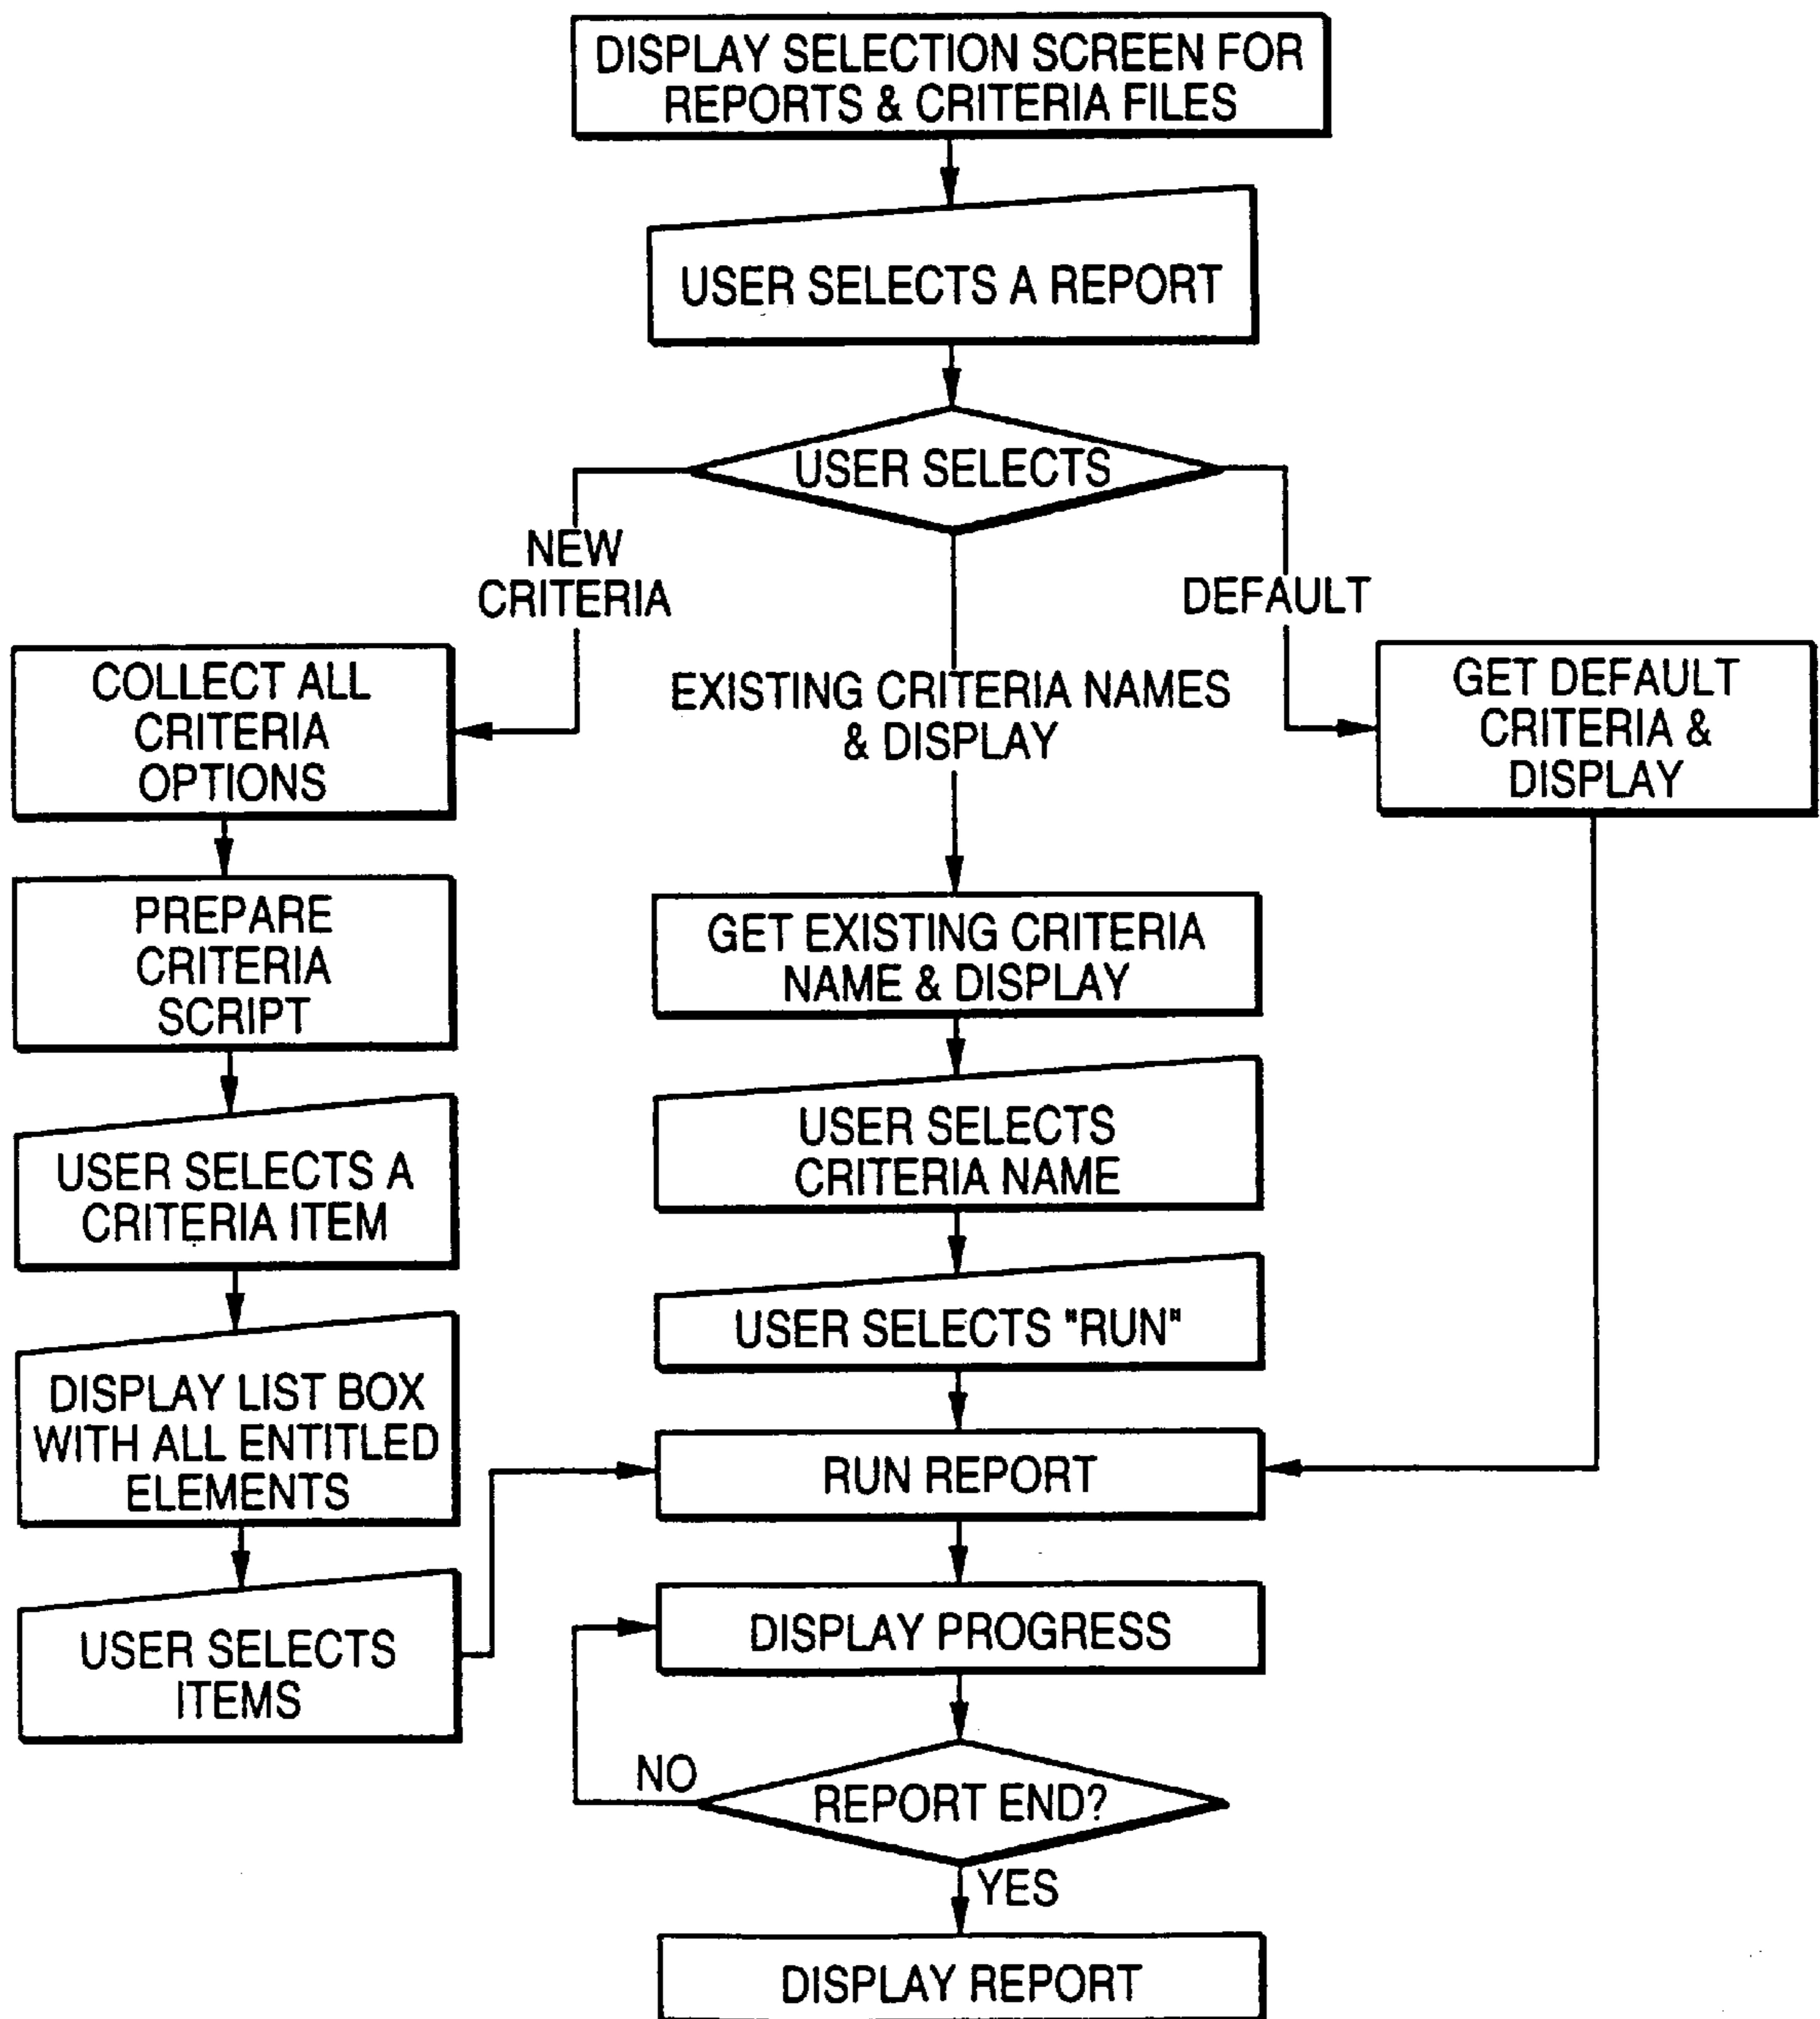 DISPLAY SELECTION SCREEN FOR
REPORTS & CRITERIA FILES
USER SELECTS A REPORT
USER SELECTS
NEW
CRITERIA
EXISTING CRITERIA NAMES
& DISPLAY
DEFAULT
COLLECT ALL
CRITERIA
OPTIONS
GET DEFAULT
CRITERIA &
DISPLAY
PREPARE
CRITERIA
SCRIPT
GET EXISTING CRITERIA
NAME & DISPLAY
USER SELECTS A
CRITERIA ITEM
USER SELECTS
CRITERIA NAME
USER SELECTS "RUN"
DISPLAY LIST BOX
WITH ALL ENTITLED
ELEMENTS
RUN REPORT
USER SELECTS
ITEMS
DISPLAY PROGRESS
NO
REPORT END?
YES
DISPLAY REPORT